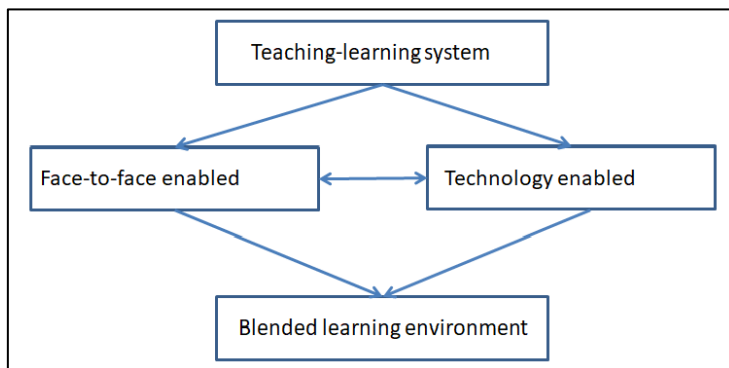 Teaching-learning system
Face-to-face enabled
Technology enabled
Blended learning environment